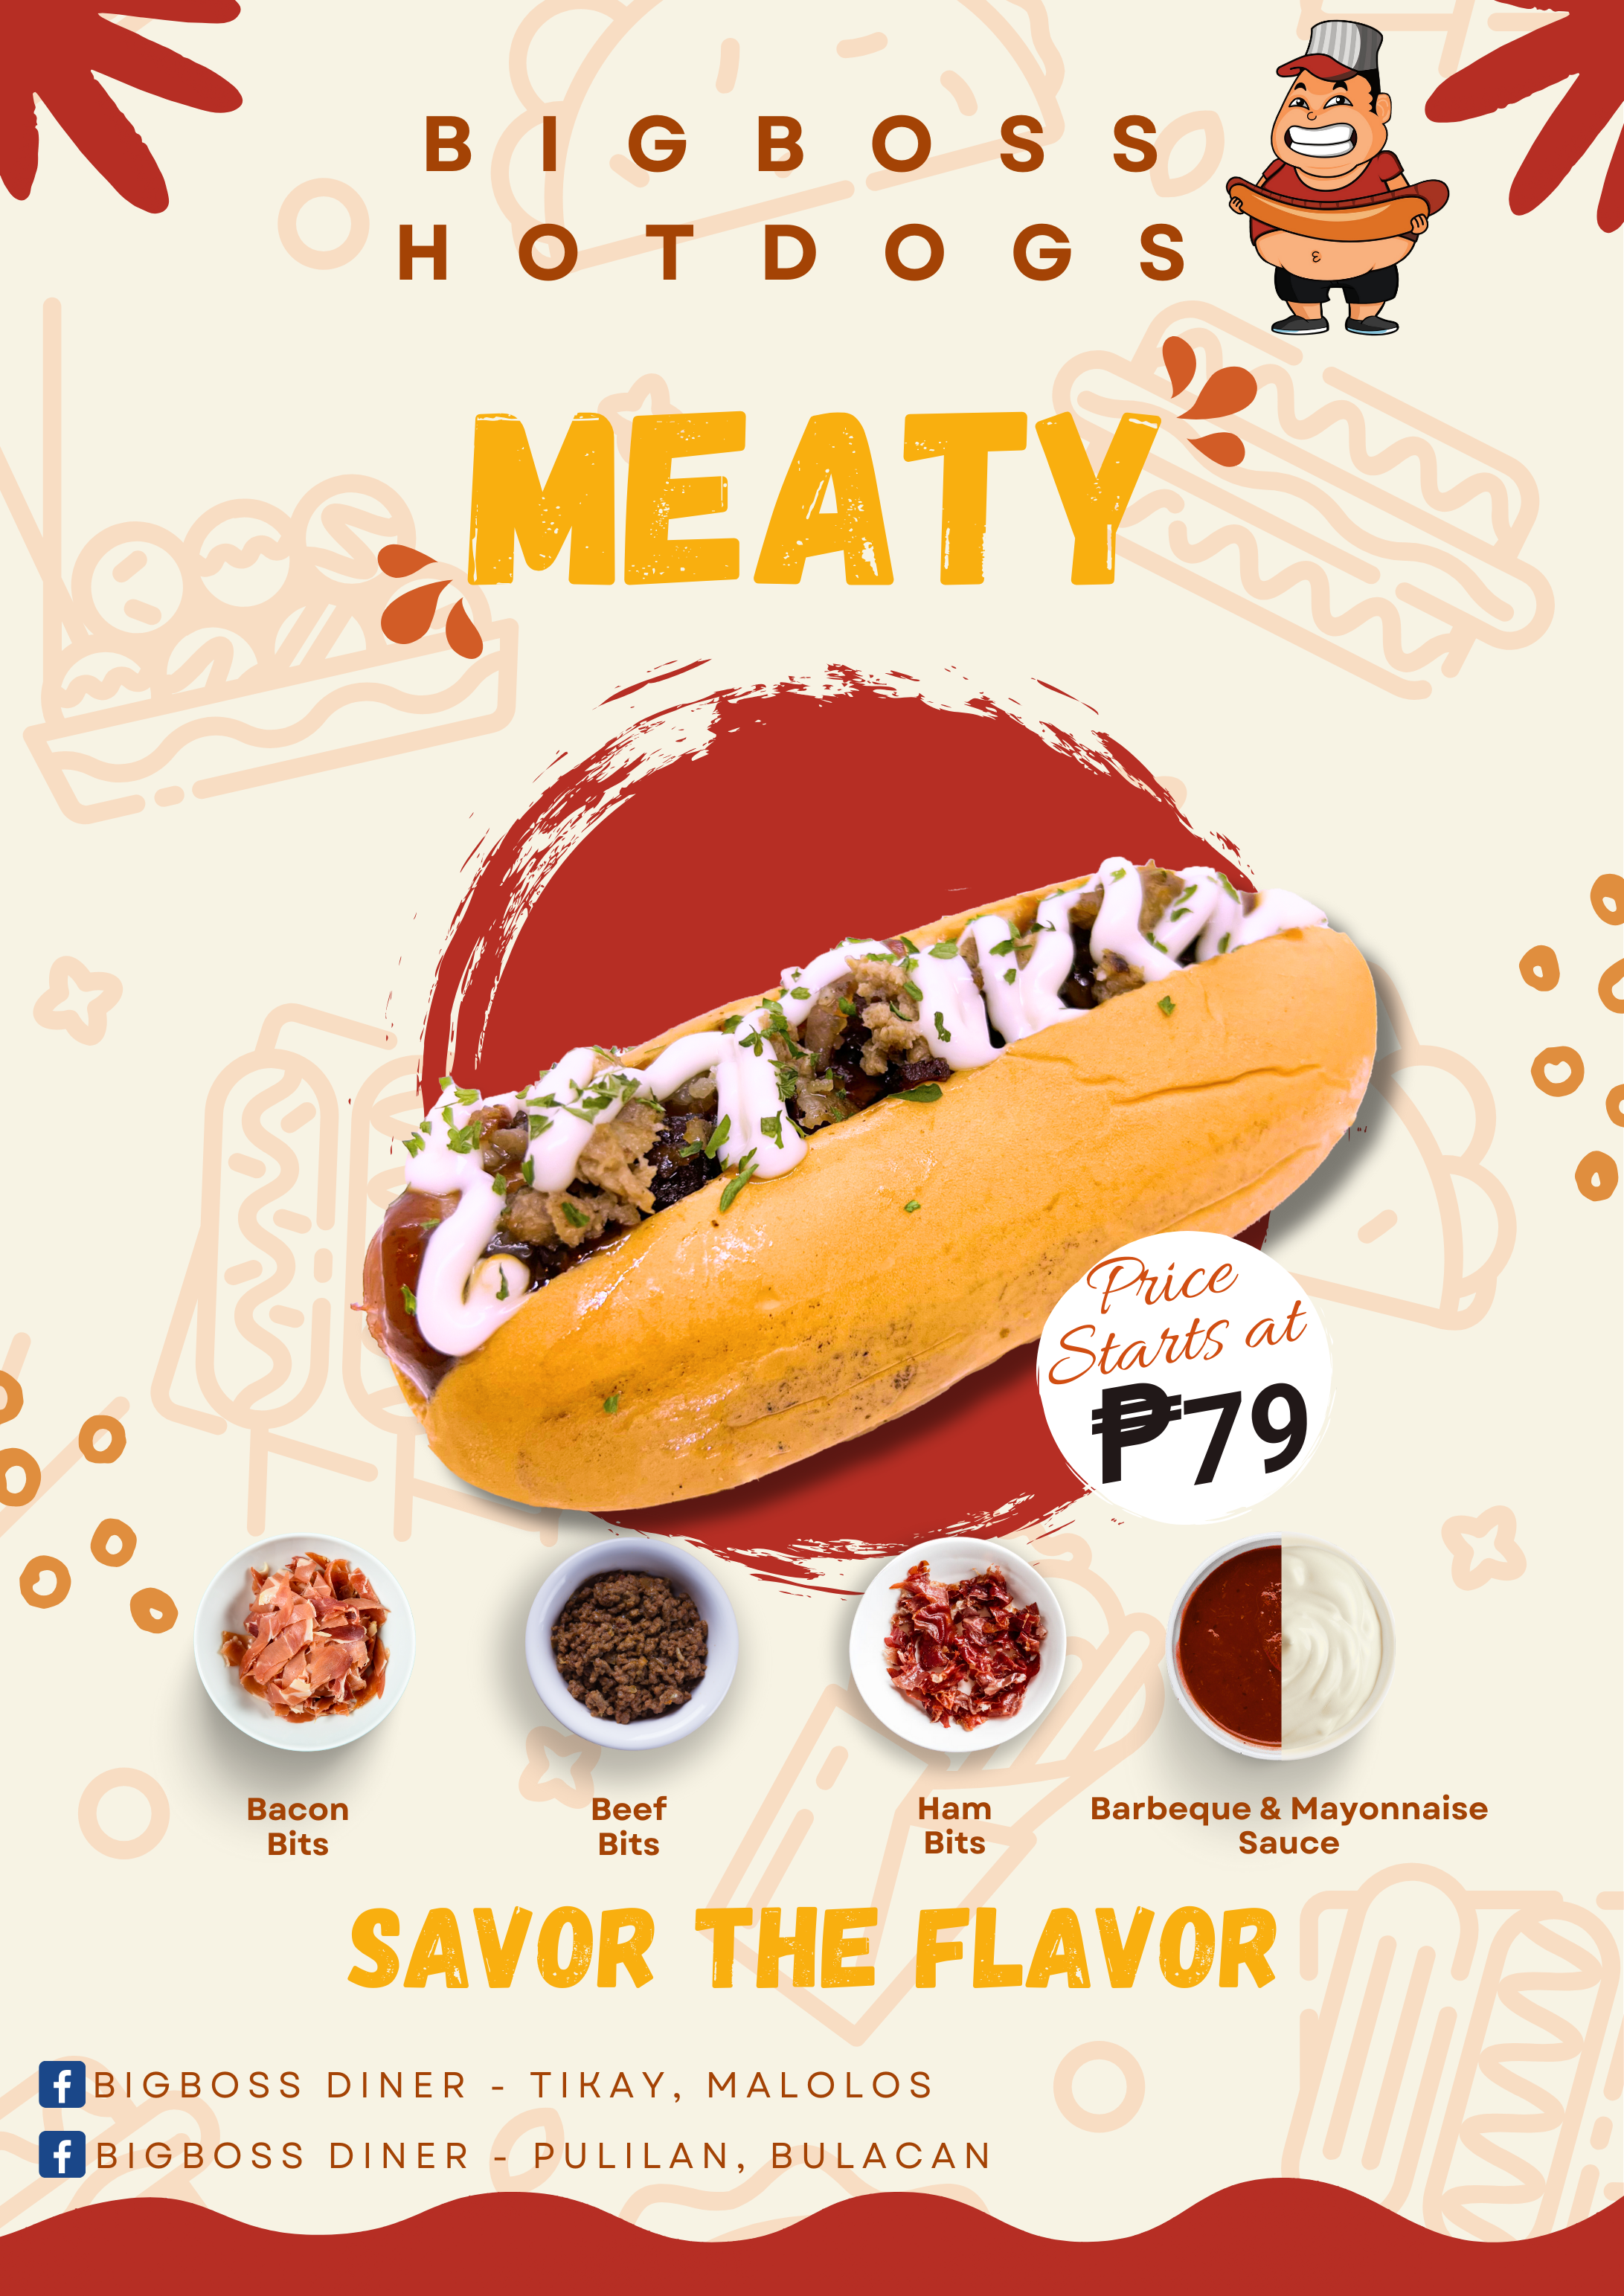 BIGBOSS
HOTDOGS
MEATY
Price
Starts at
₱79
Bacon
Bits
Beef
Bits
Ham
Bits
Barbeque & Mayonnaise
Sauce
SAVOR THE FLAVOR
BIGBOSS DINER - TIKAY, MALOLOS
BIGBOSS DINER - PULILAN, BULACAN